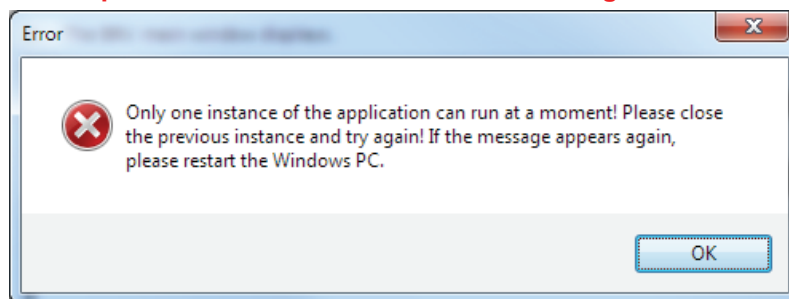 Error
Only one instance of the application can run at a moment! Please close
the previous instance and try again! If the message appears again,
please restart the Windows PC.
OK